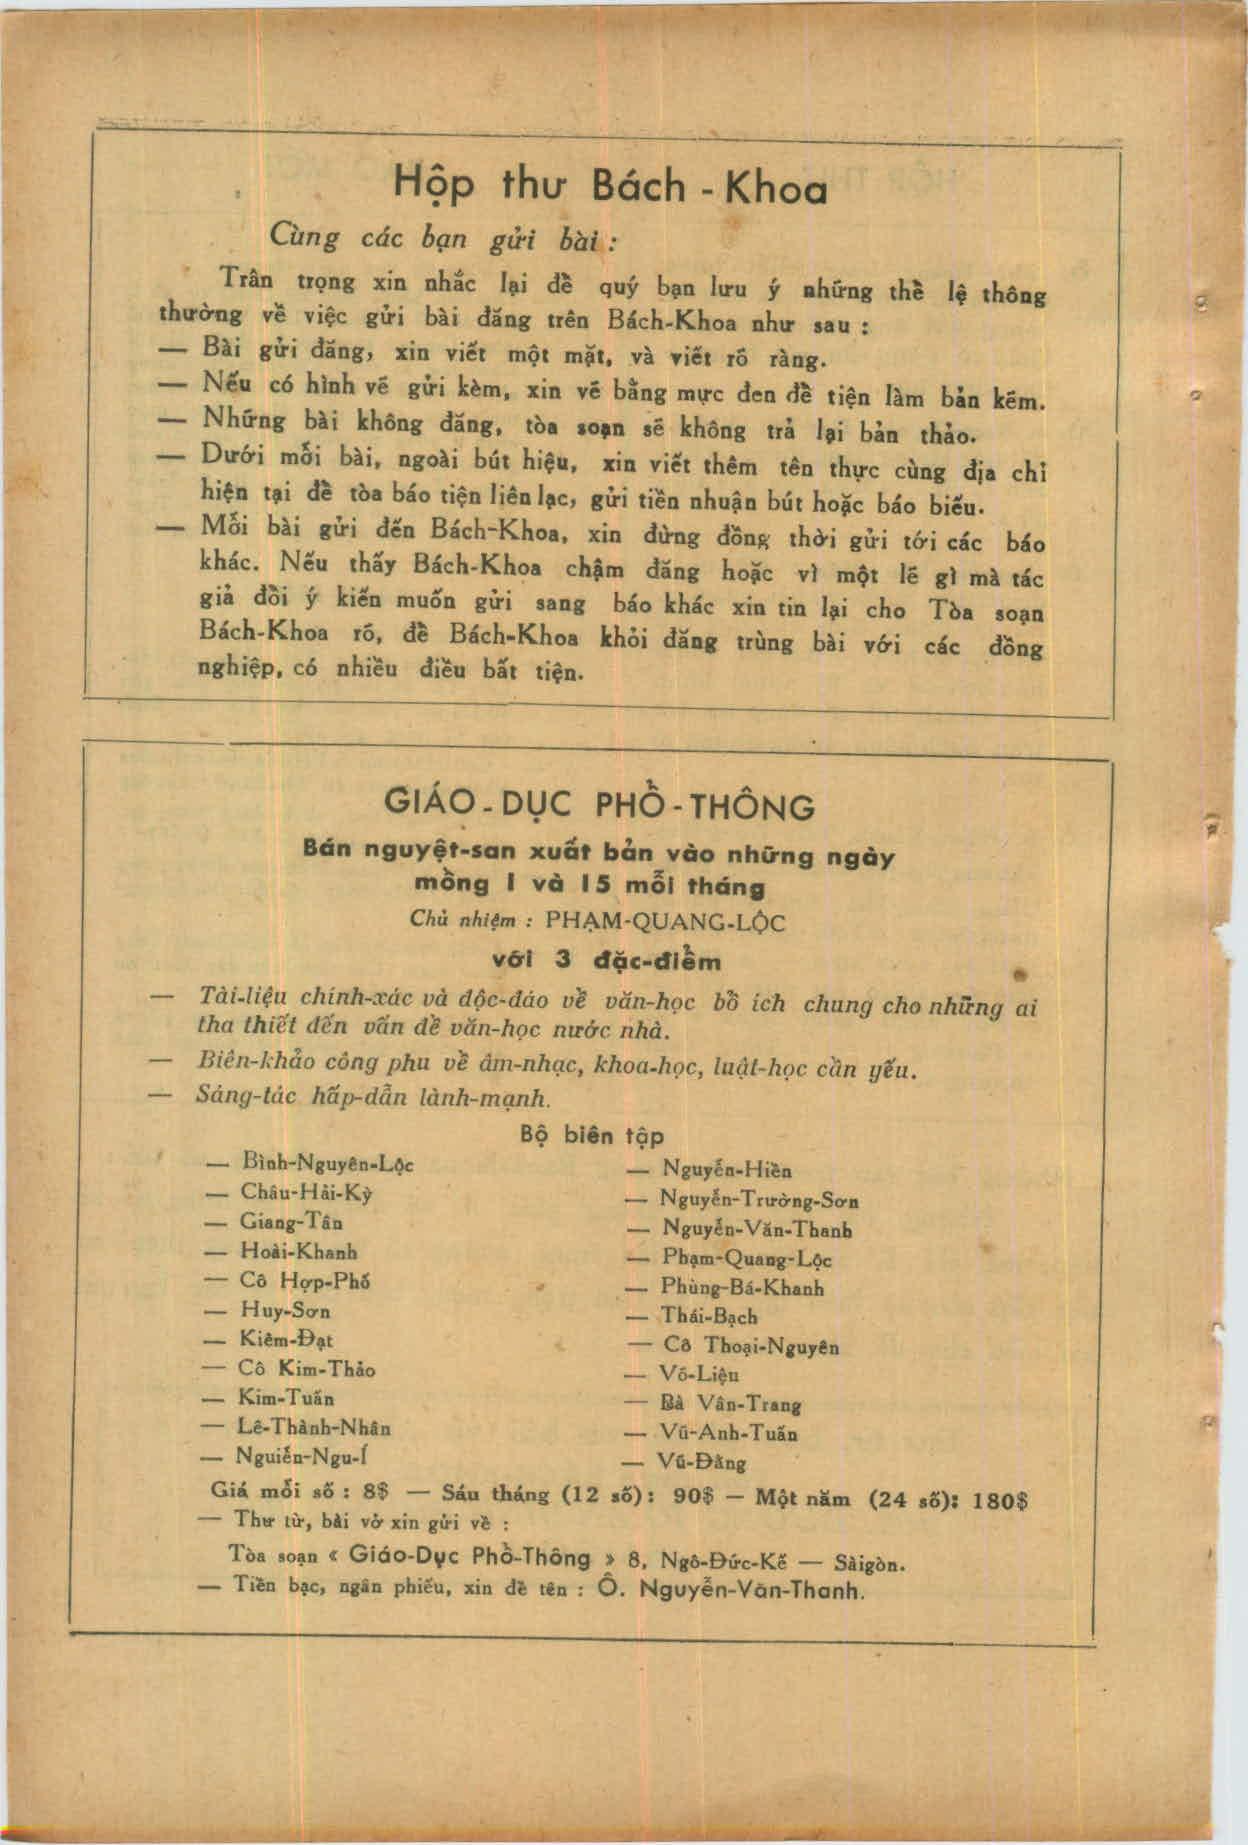 Hộp thư Bách - Khoa
Cùng các bạn gửi bài :
Trân trọng xin nhắc lại để quý bạn lưu ý những thể lệ thông
thường về việc gửi bài đăng trên Bách-Khoa như sau :
— Bài gửi đăng, xin viết một mặt, và viết rõ ràng.
— Nếu có hình vẽ gửi kèm, xin vẽ bằng mực đen để tiện làm bản kẽm.
— Những bài không đăng, tòa soạn sẽ không trả lại bản thảo.
— Dưới mỗi bài, ngoài bút hiệu, xin viết thêm tên thực cùng địa chỉ
hiện tại để tòa báo tiện liên lạc, gửi tiền nhuận bút hoặc báo biếu.
— Mỗi bài gửi đến Bách-Khoa, xin đừng đồng thời gửi tới các báo
khác. Nếu thấy Bách-Khoa chậm đăng hoặc vì một lẽ gì mà tác
giả đổi ý kiến muốn gửi sang báo khác xin tin lại cho Tòa soạn
Bách-Khoa rõ, để Bách-Khoa khỏi đăng trùng bài với các đồng
nghiệp, có nhiều điều bất tiện.
GIÁO - DỤC PHỔ - THÔNG
Bán nguyệt-san xuất bản vào những ngày
mồng 1 và 15 mỗi tháng
Chủ nhiệm : PHẠM-QUANG-LỘC
với 3 đặc-điểm
— Tài-liệu chính-xác và độc-đáo về văn-học bổ ích chung cho những ai
tha thiết đến vấn đề văn-học nước nhà.
— Biên-khảo công phu về âm-nhạc, khoa-học, luật-học cần yếu.
— Sáng-tác hấp-dẫn lành-mạnh.
Bộ biên tập
— Bình-Nguyên-Lộc
— Châu-Hải-Kỳ
— Giang-Tân
— Hoài-Khanh
— Cô Hợp-Phố
— Huy-Sơn
— Kiêm-Đạt
— Cô Kim-Thảo
— Kim-Tuấn
— Lê-Thành-Nhân
— Nguiễn-Ngu-Í
— Nguyễn-Hiền
— Nguyễn-Trường-Sơn
— Nguyễn-Văn-Thanh
— Phạm-Quang-Lộc
— Phùng-Bá-Khanh
— Thái-Bạch
— Cô Thoại-Nguyên
— Võ-Liệu
— Bà Vân-Trang
— Vũ-Anh-Tuấn
— Vũ-Đằng
Giá mỗi số : 8$ — Sáu tháng (12 số) : 90$ — Một năm (24 số): 180$
— Thư từ, bài vở xin gửi về :
Tòa soạn « Giáo-Dục Phổ-Thông » 8, Ngô-Đức-Kế — Sàigòn.
— Tiền bạc, ngân phiếu, xin đề tên : Ô. Nguyễn-Văn-Thanh.